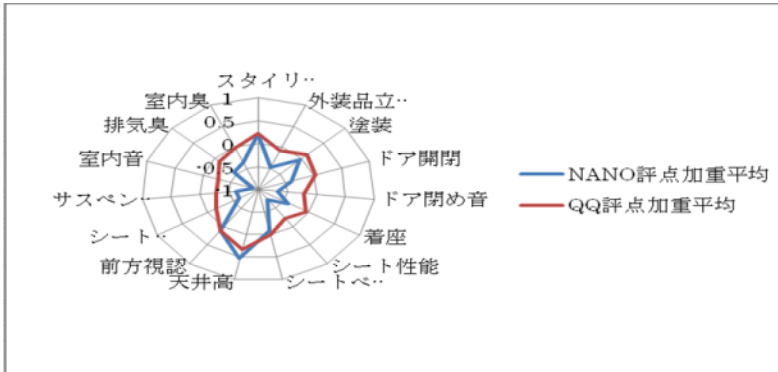 スタイリ‥
外装品立‥
塗装
ドア開閉
ドア閉め音
着座
シート性能
シートベ‥
天井高
前方視認
シート‥
サスペン‥
室内音
排気臭
室内臭
1
0.5
0
-0.5
-1
NANO評点加重平均
QQ評点加重平均